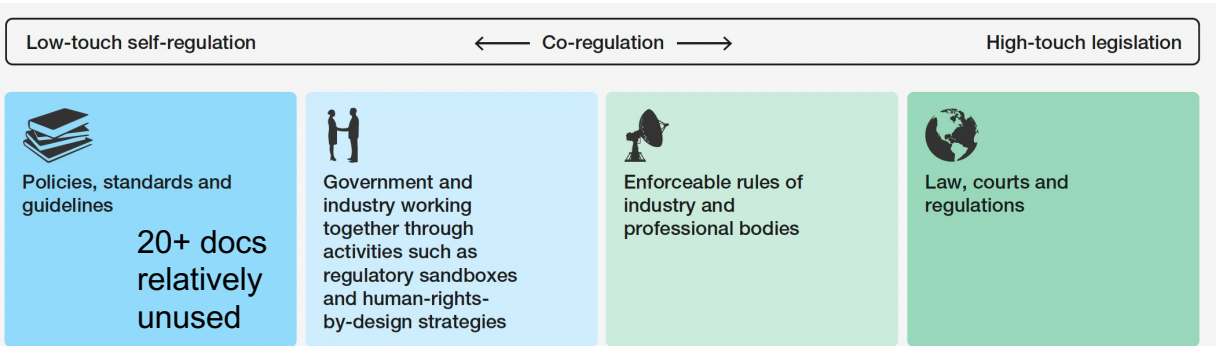 Low-touch self-regulation
Co-regulation
High-touch legislation
Policies, standards and
guidelines
20+ docs
relatively
unused
Government and
industry working
together through
activities such as
regulatory sandboxes
and human-rights-
by-design strategies
Enforceable rules of
industry and
professional bodies
Law, courts and
regulations